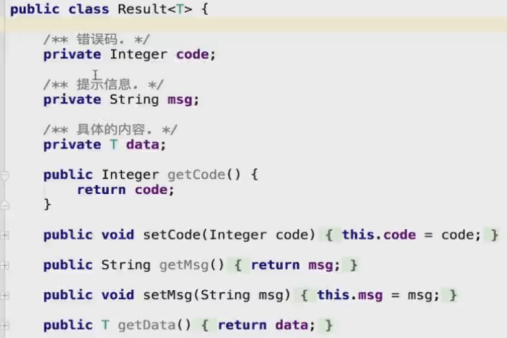 public class Result<T> {
/** 错误码. */
private Integer code;
/** 提示信息. */
private String msg;
/** 具体的内容. */
private T data;
public Integer getCode() {
return code;
}
public void setCode(Integer code) { this.code = code; }
public String getMsg() { return msg; }
public void setMsg(String msg) { this.msg = msg; }
public T getData() { return data; }